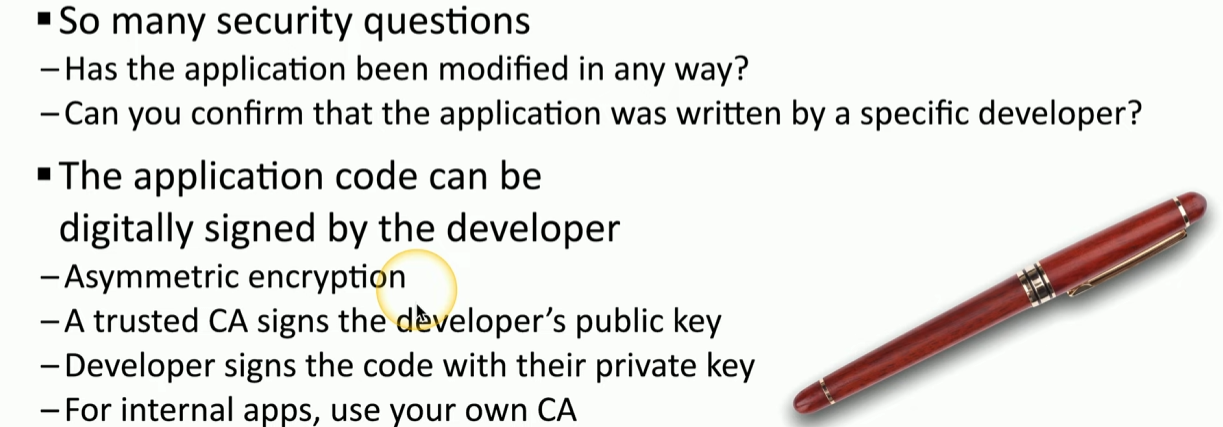 ▪ So many security questions
– Has the application been modified in any way?
– Can you confirm that the application was written by a specific developer?
▪ The application code can be
digitally signed by the developer
– Asymmetric encryption
– A trusted CA signs the developer’s public key
– Developer signs the code with their private key
– For internal apps, use your own CA